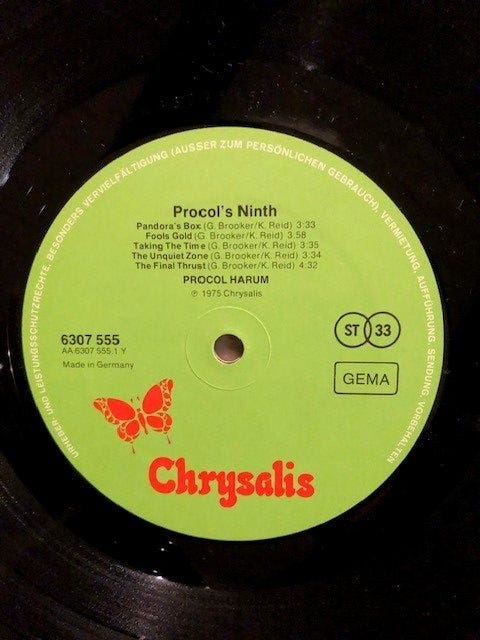 URHEBER- UND LEISTUNGSSCHUTZRECHTE, BESONDERS VERVIELFÄLTIGUNG (AUSSER ZUM PERSÖNLICHEN GEBRAUCH), VERMIETUNG, AUFFÜHRUNG, SENDUNG VORBEHALTEN
Procol's Ninth
Pandora's Box (G. Brooker/K. Reid) 3:33
Fools Gold (G. Brooker/K. Reid) 3.58
Taking The Time (G. Brooker/K. Reid) 3:35
The Unquiet Zone (G. Brooker/K. Reid) 3:34
The Final Thrust (G. Brooker/K. Reid) 4:32
PROCOL HARUM
℗ 1975 Chrysalis
6307 555
AA 6307 555.1 Y
Made in Germany
ST 33
GEMA
Chrysalis